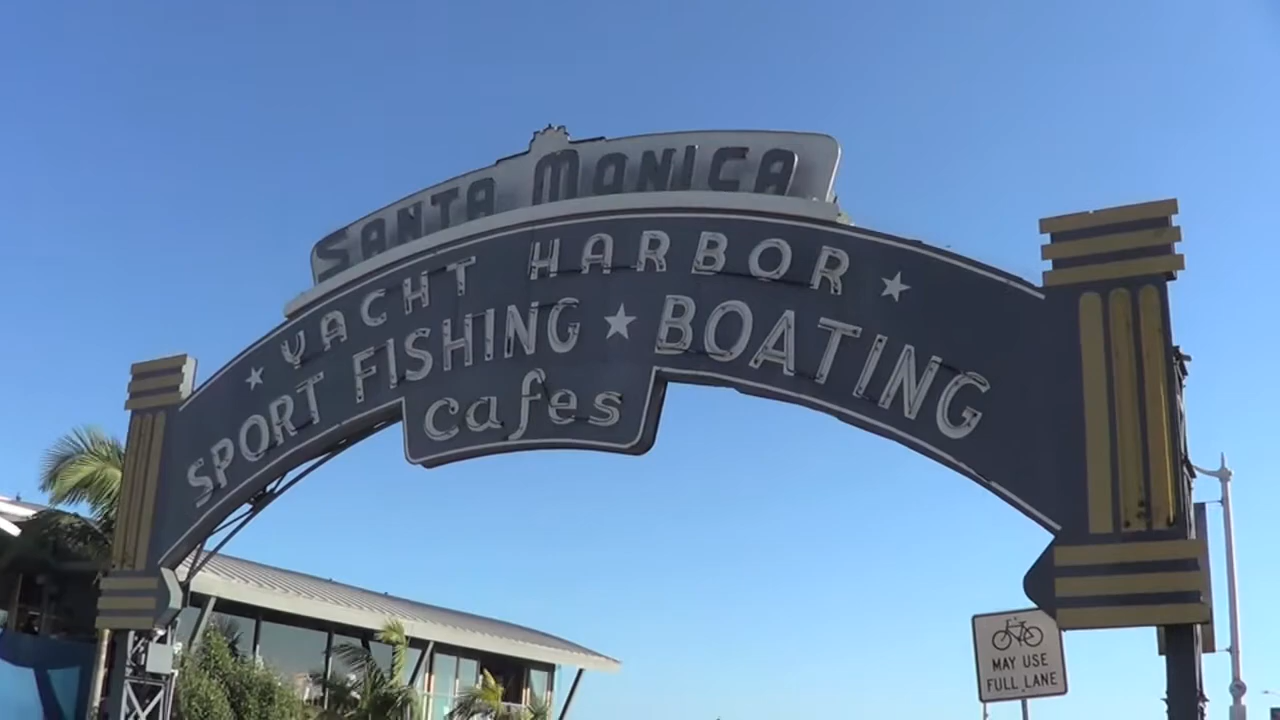 SANTA MONICA
YACHT HARBOR
SPORT FISHING BOATING
cafes
MAY USE
FULL LANE